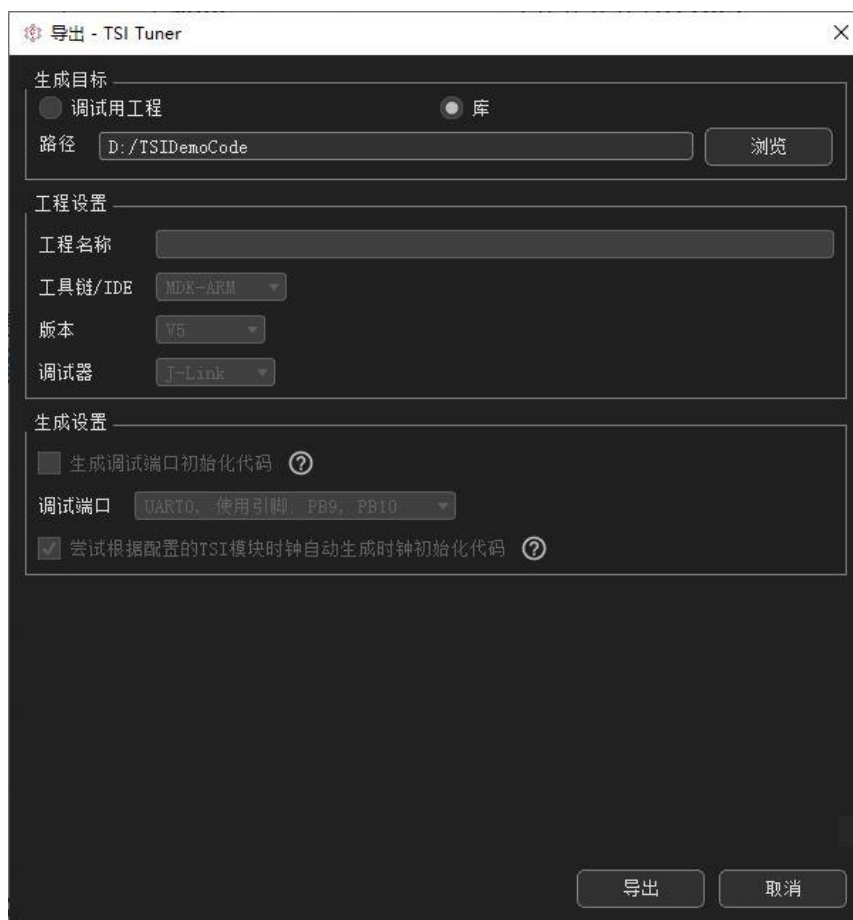 导出 - TSI Tuner
生成目标
调试用工程 库
路径 D:/TSIDemoCode 浏览
工程设置
工程名称
工具链/IDE MDK-ARM
版本 V5
调试器 J-Link
生成设置
生成调试端口初始化代码 ?
调试端口 UART0, 使用引脚: PB9, PB10
尝试根据配置的TSI模块时钟自动生成时钟初始化代码 ?
导出 取消